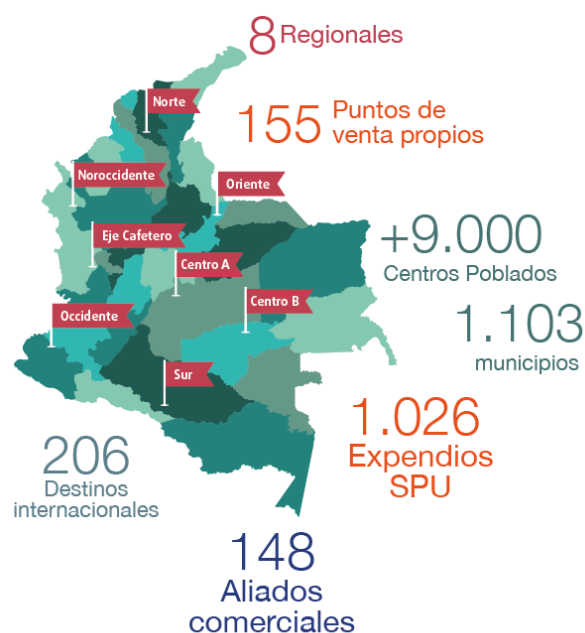 8 Regionales
Norte
155 Puntos de
venta propios
Noroccidente
Oriente
Eje Cafetero
+9.000
Centros Poblados
Centro A
Centro B
Occidente
1.103
municipios
Sur
1.026
Expendios
SPU
206
Destinos
internacionales
148
Aliados
comerciales